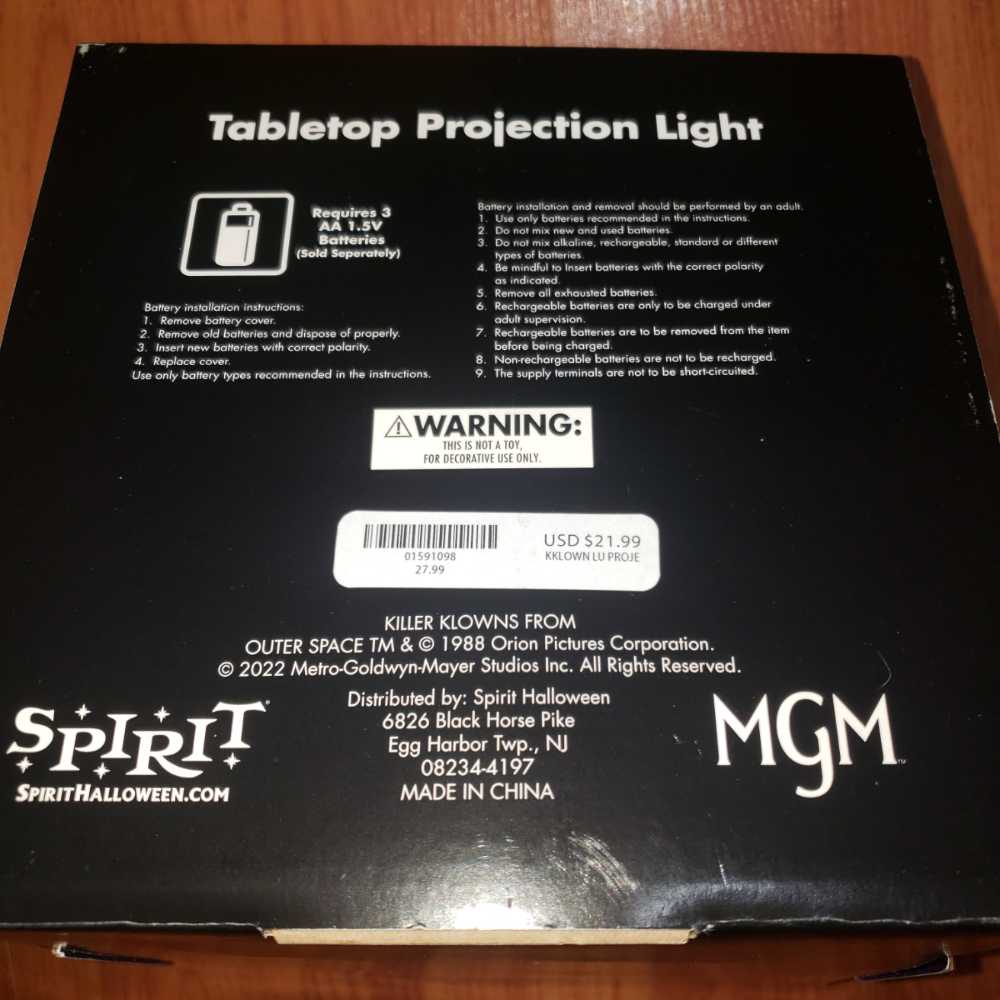 Tabletop Projection Light
Requires 3
AA 1.5V
Batteries
(Sold Seperately)
Battery installation instructions:
1. Remove battery cover.
2. Remove old batteries and dispose of properly.
3. Insert new batteries with correct polarity.
4. Replace cover.
Use only battery types recommended in the instructions.
Battery installation and removal should be performed by an adult.
1. Use only batteries recommended in the instructions.
2. Do not mix new and used batteries.
3. Do not mix alkaline, rechargeable, standard or different
types of batteries.
4. Be mindful to Insert batteries with the correct polarity
as indicated.
5. Remove all exhausted batteries.
6. Rechargeable batteries are only to be charged under
adult supervision.
7. Rechargeable batteries are to be removed from the item
before being charged.
8. Non-rechargeable batteries are not to be recharged.
9. The supply terminals are not to be short-circuited.
WARNING:
THIS IS NOT A TOY,
FOR DECORATIVE USE ONLY.
01591098
27.99
USD $21.99
KKLOWN LU PROJE
KILLER KLOWNS FROM
OUTER SPACE TM & © 1988 Orion Pictures Corporation.
© 2022 Metro-Goldwyn-Mayer Studios Inc. All Rights Reserved.
Distributed by: Spirit Halloween
6826 Black Horse Pike
Egg Harbor Twp., NJ
08234-4197
MADE IN CHINA
SPIRIT®
SPIRITHALLOWEEN.COM
MGM™